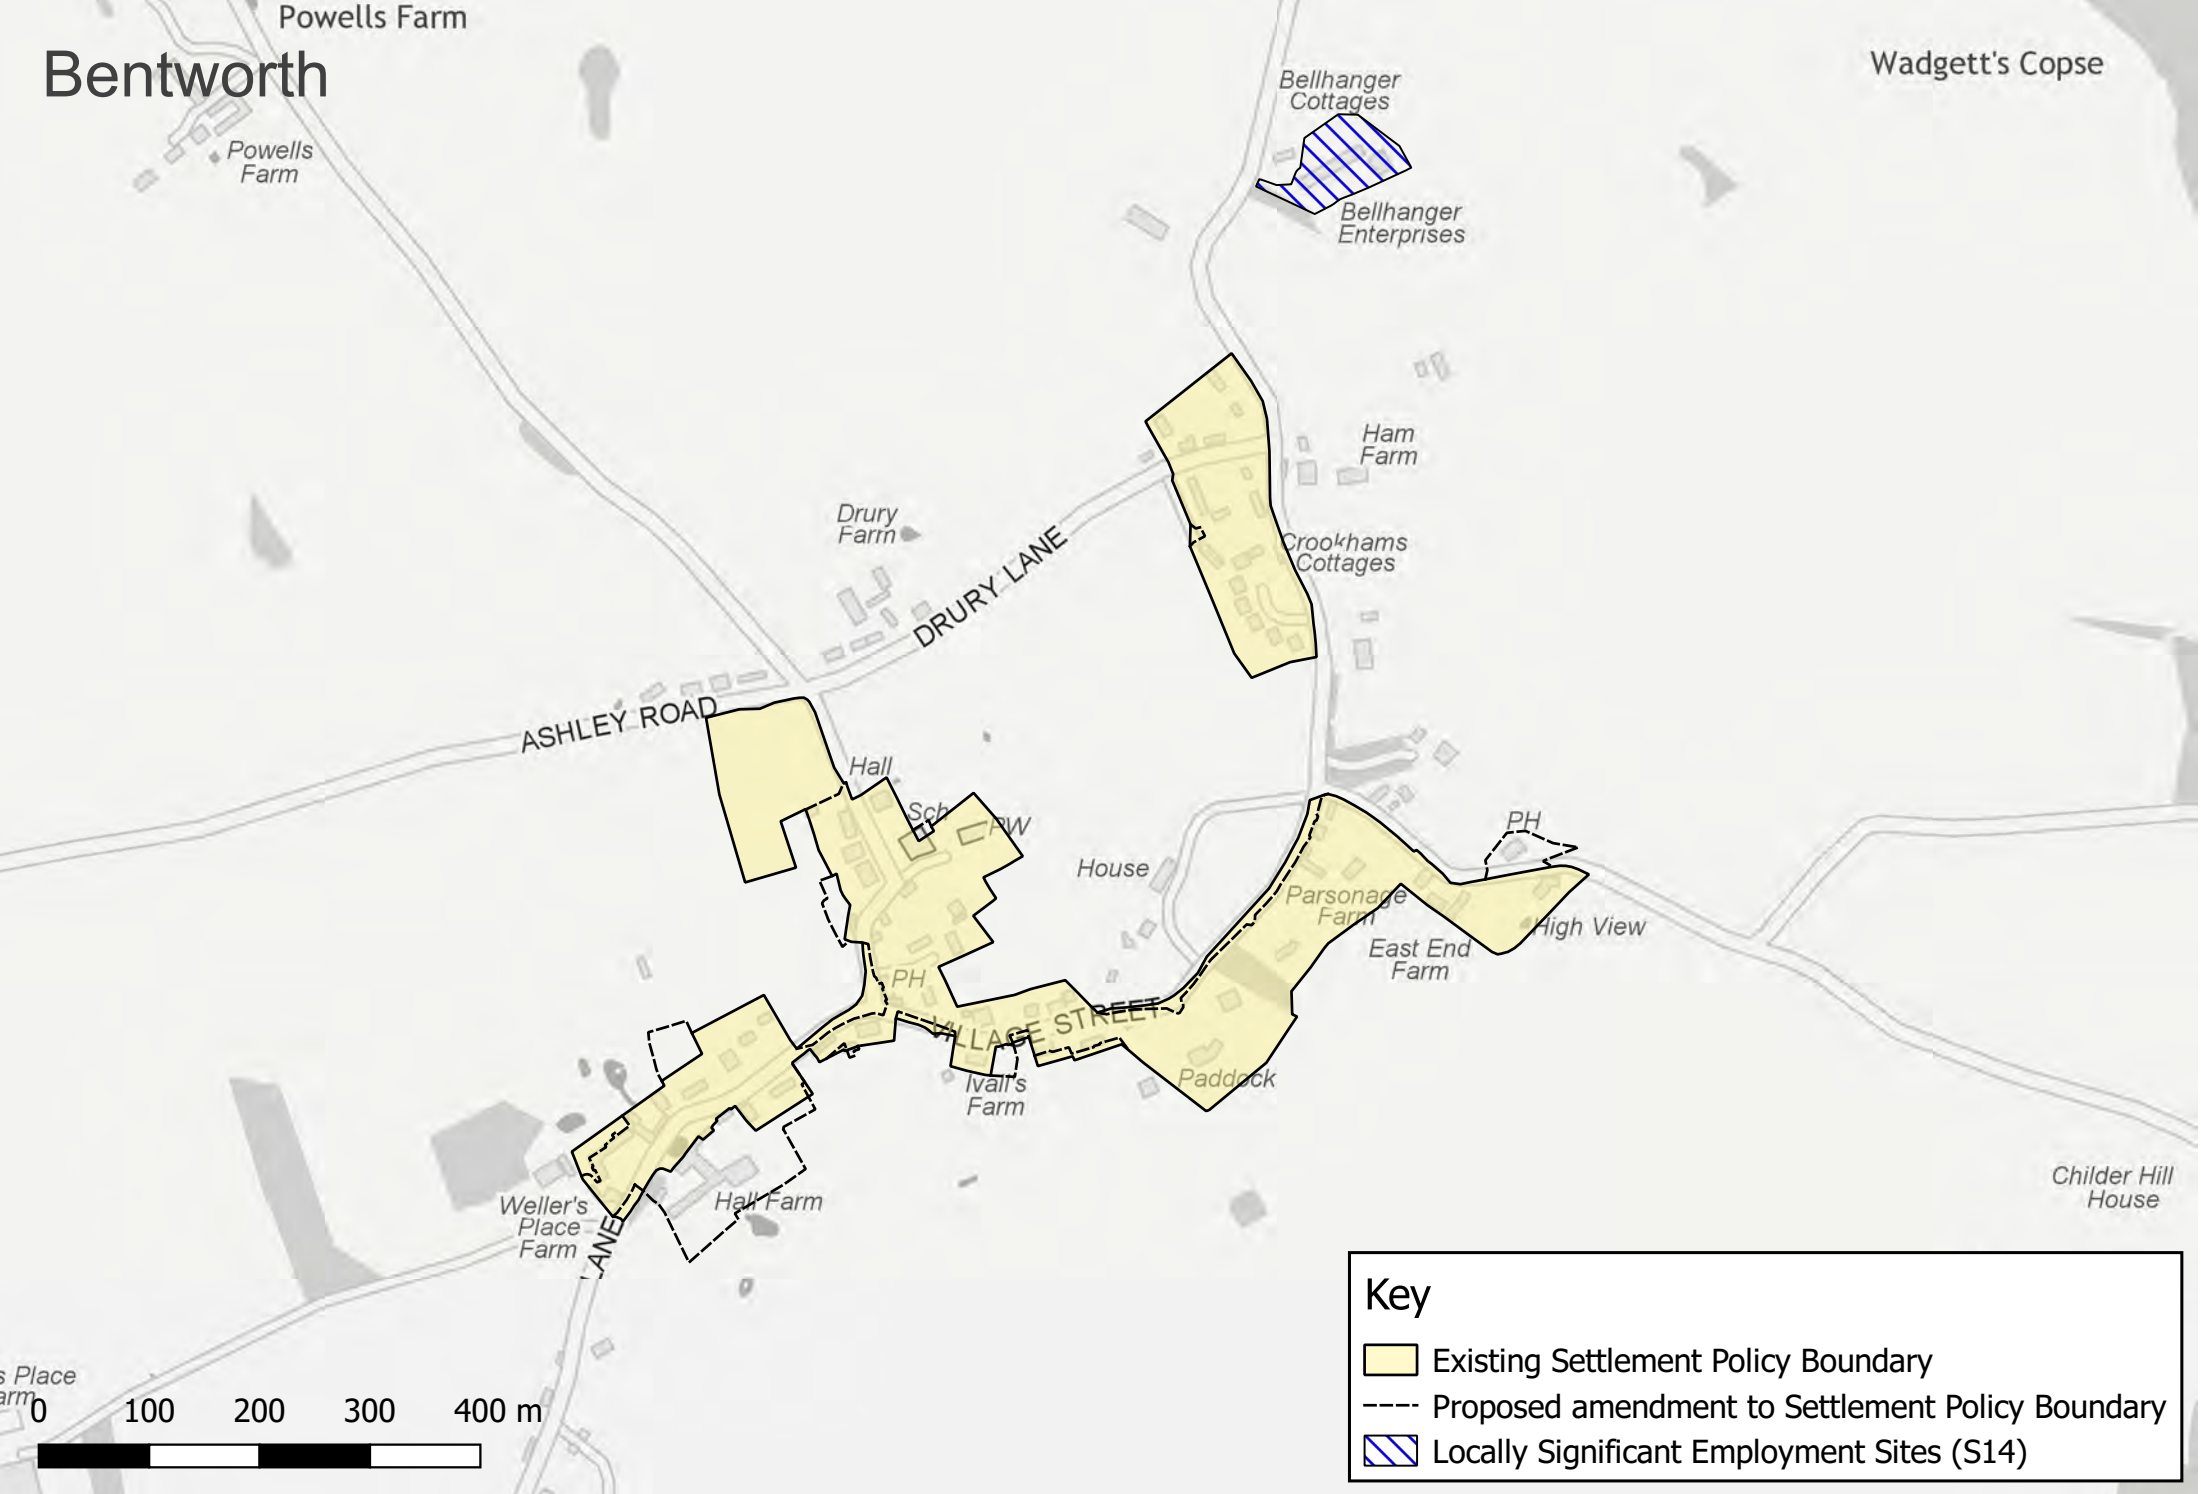 Powells Farm
Bentworth
Wadgett's Copse
Bellhanger
Cottages
Powells
Farm
Bellhanger
Enterprises
Ham
Farm
Drury
Farm
DRURY LANE
Crookhams
Cottages
ASHLEY ROAD
Hall
Sch
PW
PH
House
Parsonage
Farm
High View
East End
Farm
PH
VILLAGE STREET
Ivall's
Farm
Paddock
Hall Farm
Weller's
Place
Farm
LANE
Childer Hill
House
s Place
arm
0 100 200 300 400 m
Key
Existing Settlement Policy Boundary
Proposed amendment to Settlement Policy Boundary
Locally Significant Employment Sites (S14)